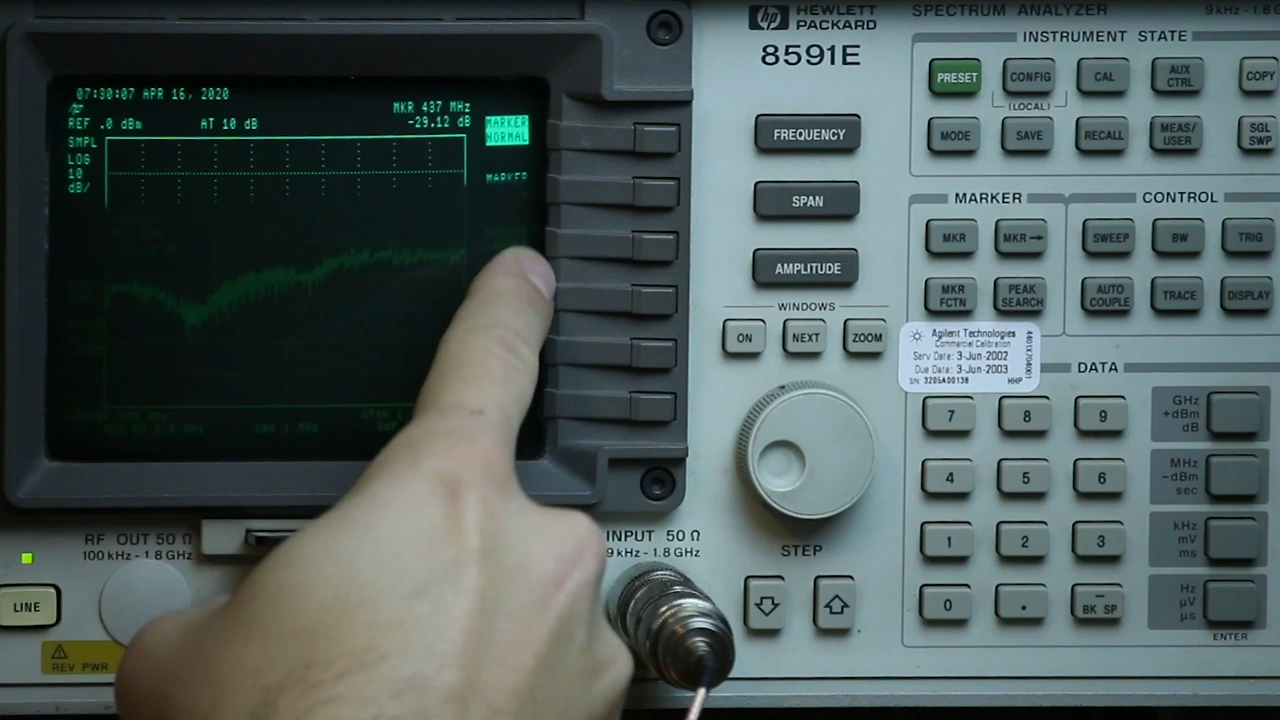 07:30:07 APR 16, 2020
MKR 437 MHz
REF .0 dBm
AT 10 dB
-29.12 dB
SMPL
LOG
10
dB/
MARKER
NORMAL
MARKER
hp HEWLETT
PACKARD
8591E
SPECTRUM ANALYZER
INSTRUMENT STATE
PRESET
CONFIG
CAL
AUX
CTRL
COPY
(LOCAL)
MODE
SAVE
RECALL
MEAS/
USER
SGL
SWP
FREQUENCY
SPAN
AMPLITUDE
WINDOWS
ON
NEXT
ZOOM
MARKER
CONTROL
MKR
MKR→
SWEEP
BW
TRIG
MKR
FCTN
PEAK
SEARCH
AUTO
COUPLE
TRACE
DISPLAY
Agilent Technologies
Commercial Calibration
Serv Date: 3-Jun-2002
Due Date: 3-Jun-2003
S/N 3205A00138
HHP
DATA
7
8
9
GHz
+dBm
dB
4
5
6
MHz
-dBm
sec
1
2
3
kHz
mV
ms
0
.
–
BK SP
Hz
µV
µs
ENTER
STEP
RF OUT 50 Ω
100 kHz - 1.8 GHz
INPUT 50 Ω
9 kHz - 1.8 GHz
LINE
REV PWR